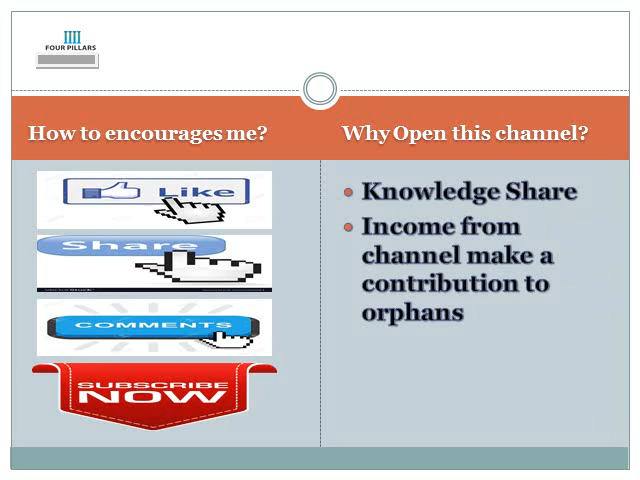 FOUR PILLARS
How to encourages me?
Why Open this channel?
Like
Share
COMMENTS
SUBSCRIBE
NOW
Knowledge Share
Income from
channel make a
contribution to
orphans